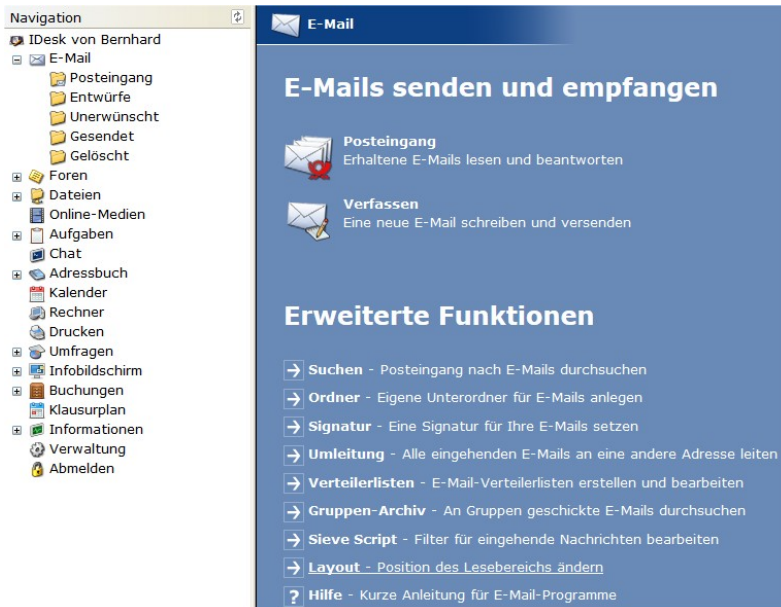 Navigation
IDesk von Bernhard
E-Mail
Posteingang
Entwürfe
Unerwünscht
Gesendet
Gelöscht
Foren
Dateien
Online-Medien
Aufgaben
Chat
Adressbuch
Kalender
Rechner
Drucken
Umfragen
Infobildschirm
Buchungen
Klausurplan
Informationen
Verwaltung
Abmelden
E-Mail
E-Mails senden und empfangen
Posteingang
Erhaltene E-Mails lesen und beantworten
Verfassen
Eine neue E-Mail schreiben und versenden
Erweiterte Funktionen
Suchen - Posteingang nach E-Mails durchsuchen
Ordner - Eigene Unterordner für E-Mails anlegen
Signatur - Eine Signatur für Ihre E-Mails setzen
Umleitung - Alle eingehenden E-Mails an eine andere Adresse leiten
Verteilerlisten - E-Mail-Verteilerlisten erstellen und bearbeiten
Gruppen-Archiv - An Gruppen geschickte E-Mails durchsuchen
Sieve Script - Filter für eingehende Nachrichten bearbeiten
Layout - Position des Lesebereichs ändern
? Hilfe - Kurze Anleitung für E-Mail-Programme